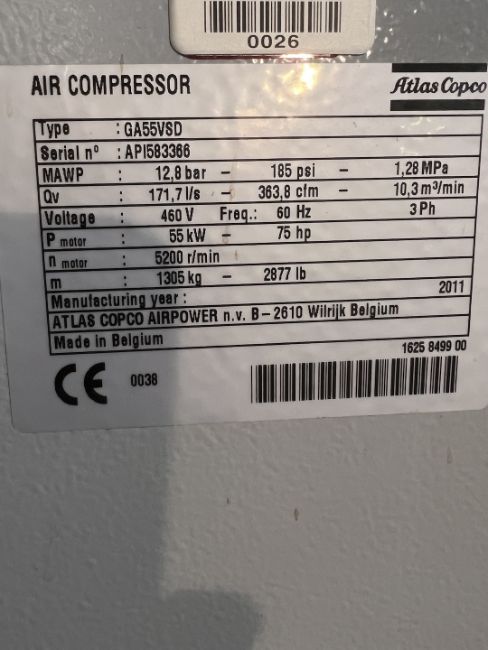 0026
AIR COMPRESSOR Atlas Copco
Type : GA55VSD
Serial nº : API583366
MAWP : 12,8 bar – 185 psi – 1,28 MPa
Qv : 171,7 l/s – 363,8 cfm – 10,3 m³/min
Voltage : 460 V Freq.: 60 Hz 3 Ph
P motor : 55 kW – 75 hp
n motor : 5200 r/min
m : 1305 kg – 2877 lb
Manufacturing year : 2011
ATLAS COPCO AIRPOWER n.v. B–2610 Wilrijk Belgium
Made in Belgium
1625 8499 00
CE 0038